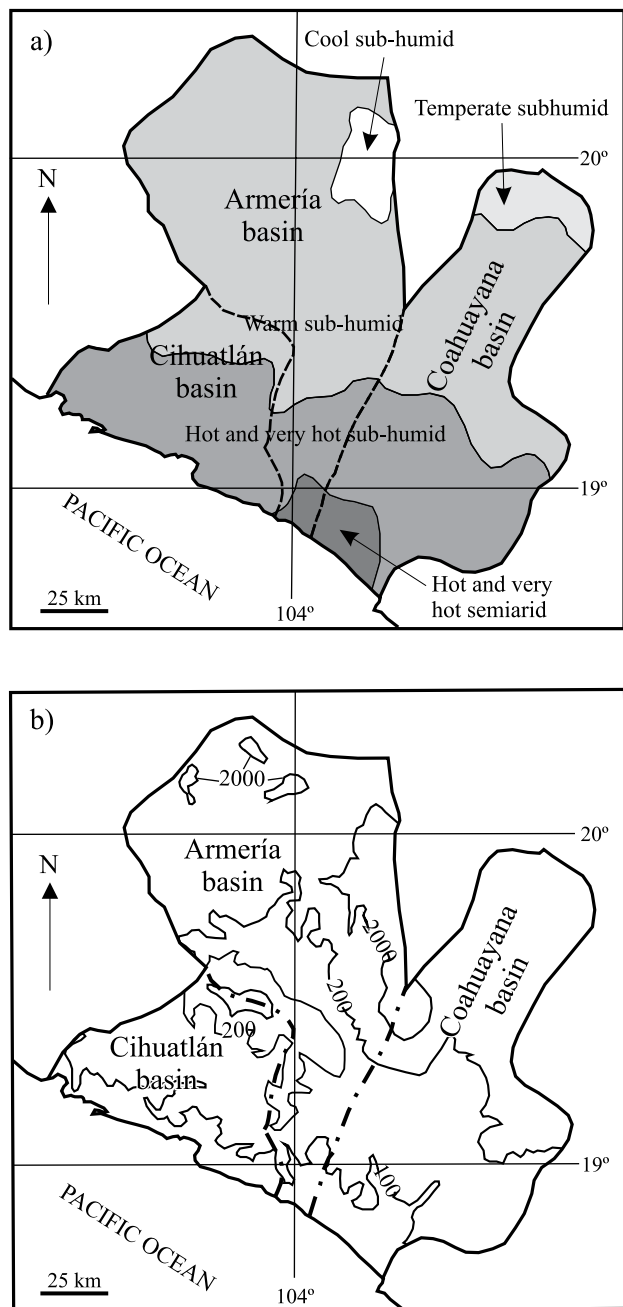 a)
Cool sub-humid
Temperate subhumid
20º
N
Armería
basin
Coahuayana
basin
Warm sub-humid
Cihuatlán
basin
Hot and very hot sub-humid
19º
PACIFIC OCEAN
Hot and very
hot semiarid
25 km
104º
b)
2000
20º
N
Armería
basin
2000
Coahuayana
basin
200
200
Cihuatlán
basin
100
19º
PACIFIC OCEAN
25 km
104º